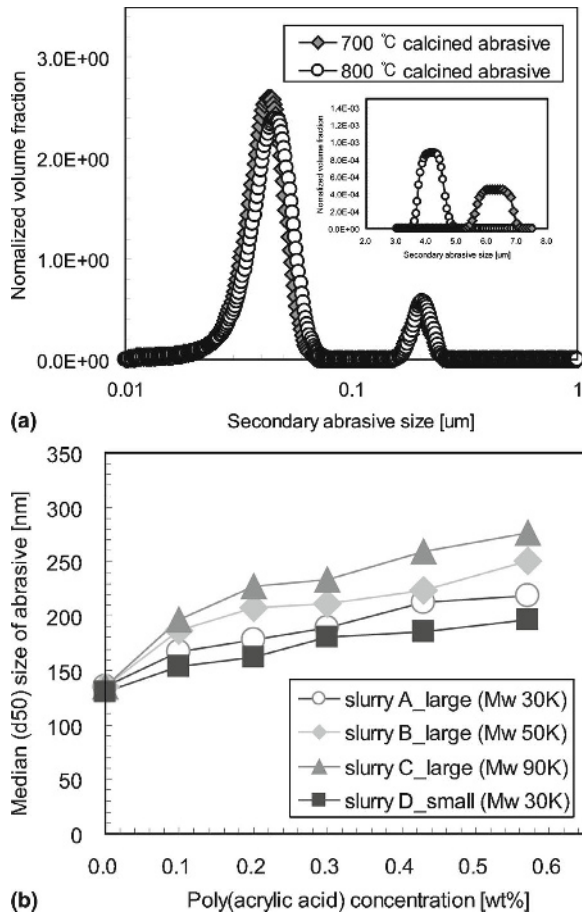 700 ℃ calcined abrasive
800 ℃ calcined abrasive
Nomalized volume fraction
3.0E+00
2.0E+00
1.0E+00
0.0E+00
0.01
0.1
1
Secondary abrasive size [um]
Nomalized volume fraction
1.4E-03
1.2E-03
1.0E-03
8.0E-04
6.0E-04
4.0E-04
2.0E-04
0.0E+00
2.0
3.0
4.0
5.0
6.0
7.0
8.0
Secondary abrasive size [um]
(a)
Median (d50) size of abrasive [nm]
350
300
250
200
150
100
50
0
slurry A_large (Mw 30K)
slurry B_large (Mw 50K)
slurry C_large (Mw 90K)
slurry D_small (Mw 30K)
0.0
0.1
0.2
0.3
0.4
0.5
0.6
Poly(acrylic acid) concentration [wt%]
(b)